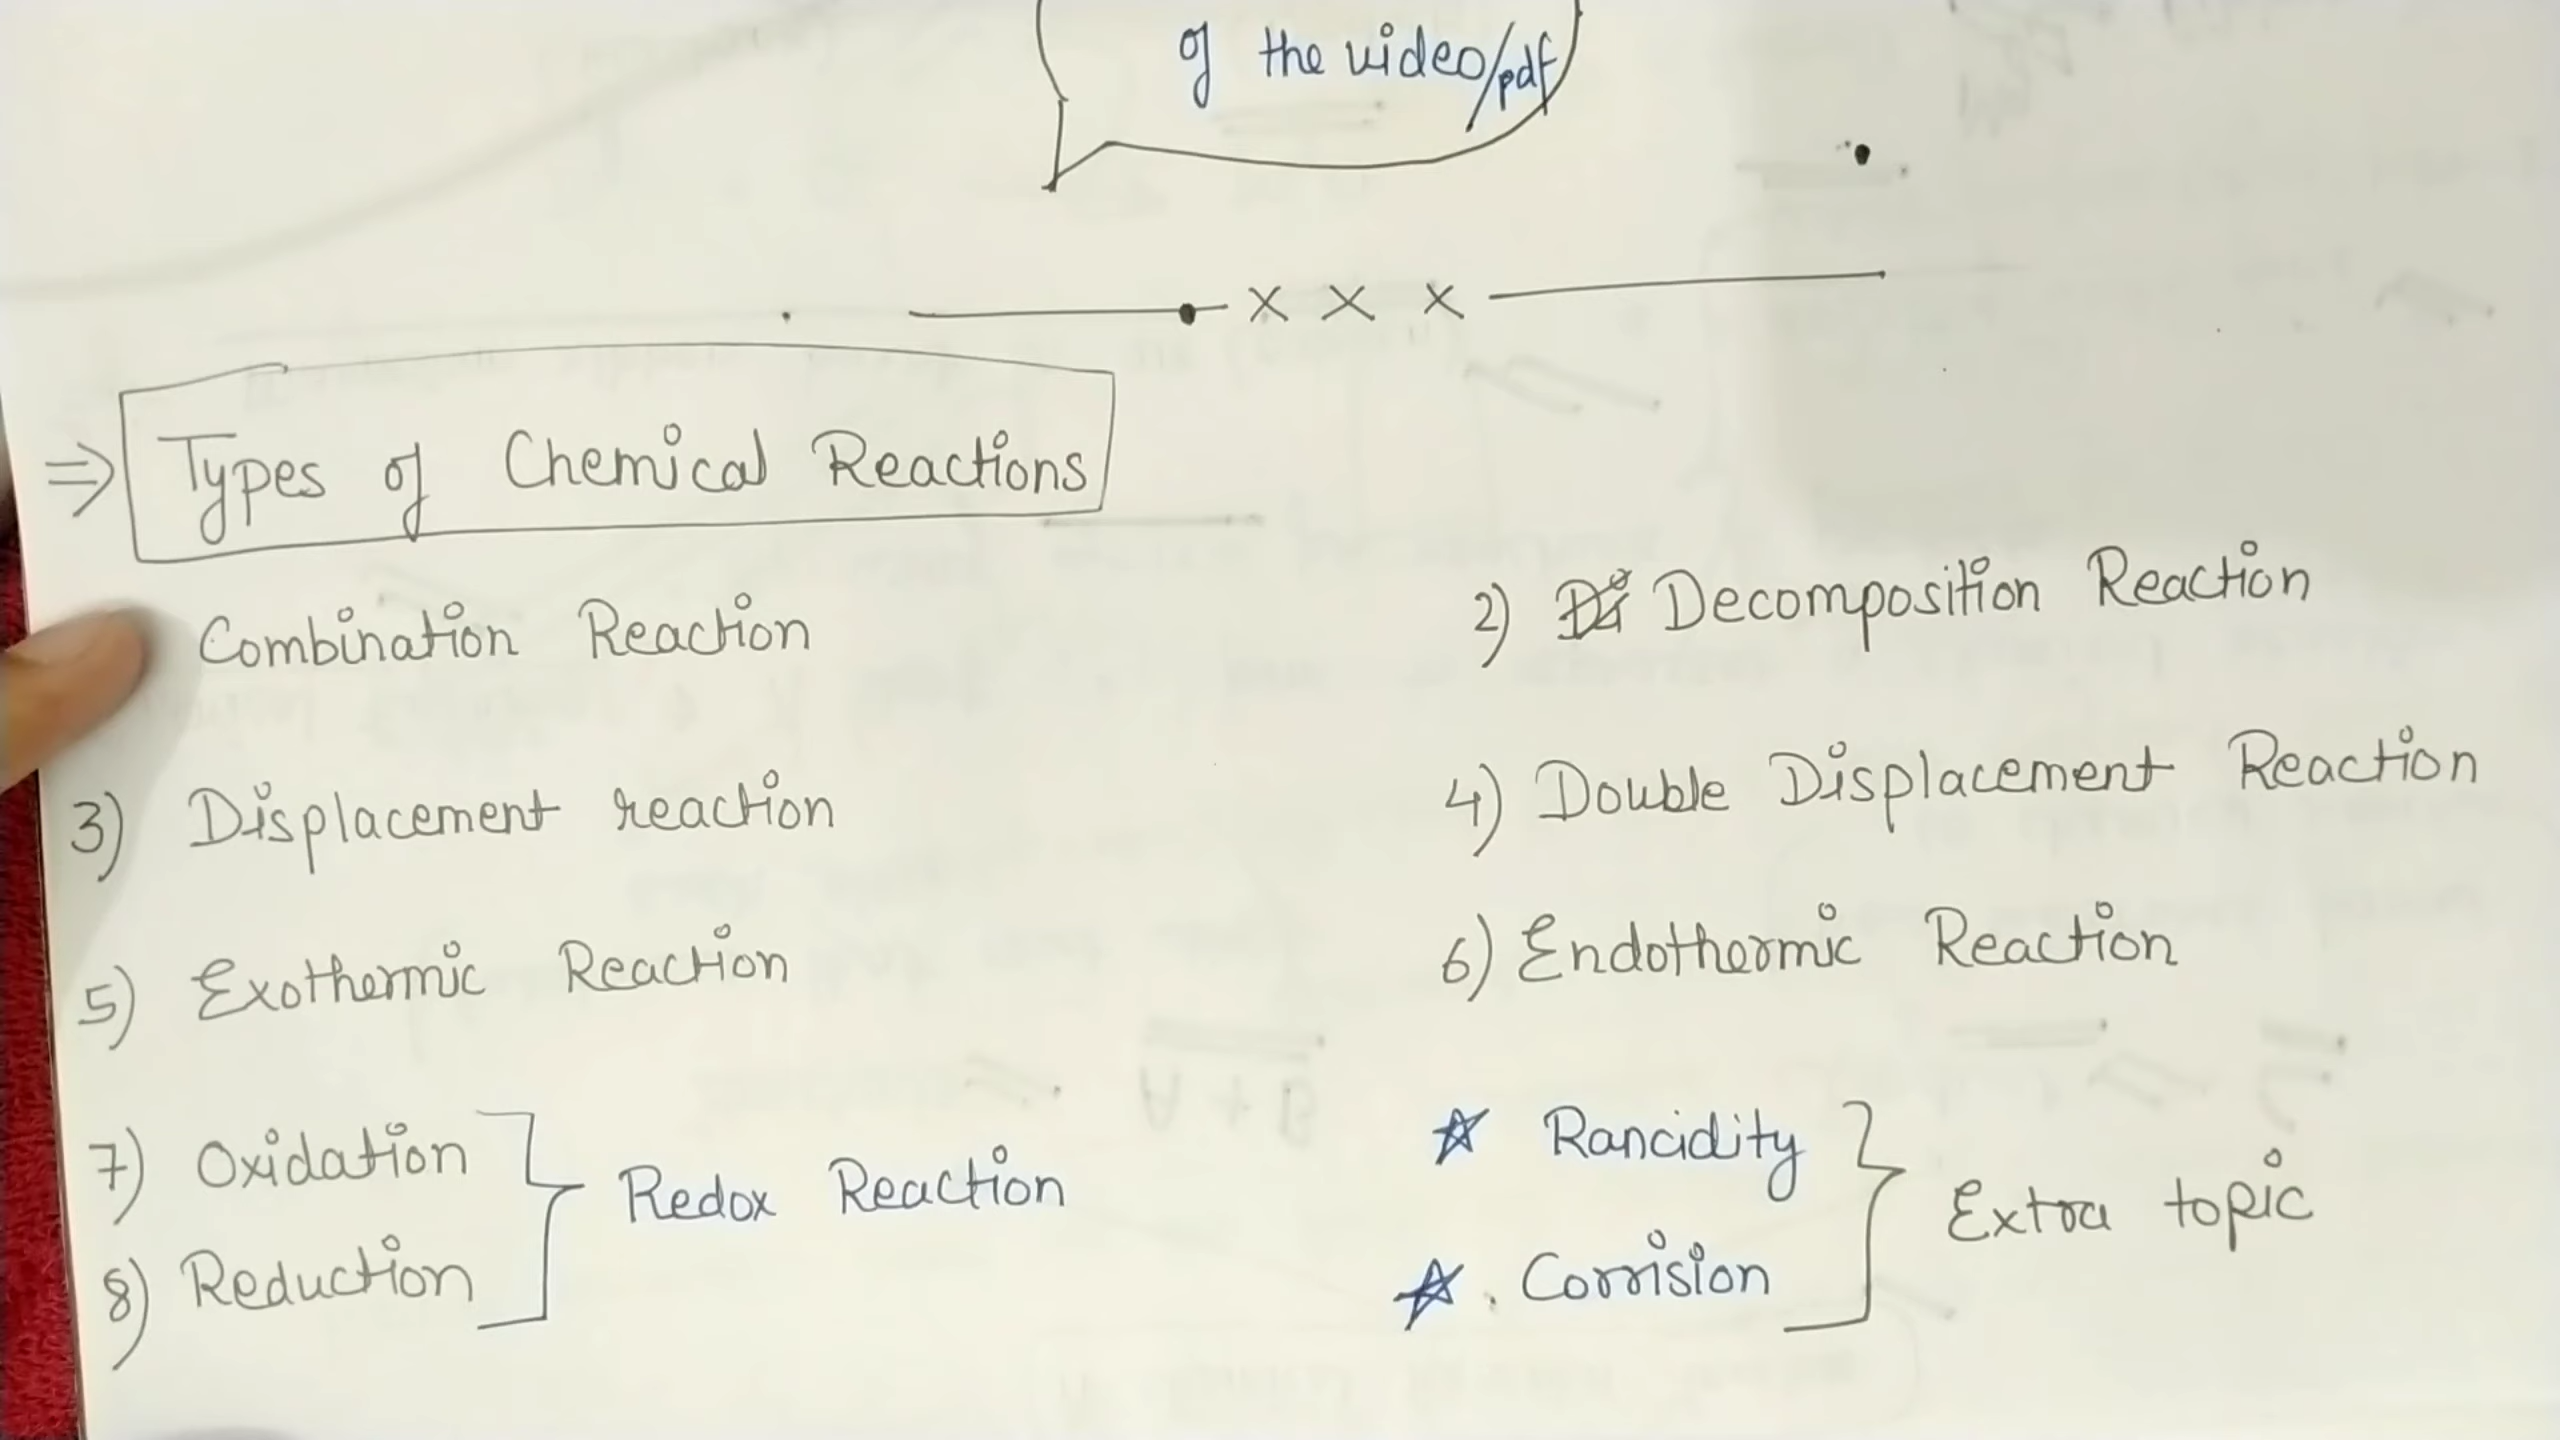 of the video/pdf
x x x
⇒ Types of Chemical Reactions
Combination Reaction
2) Decomposition Reaction
3) Displacement reaction
4) Double Displacement Reaction
5) Exothermic Reaction
6) Endothermic Reaction
7) Oxidation
8) Reduction
Redox Reaction
☆ Rancidity
☆ Corrision
Extra topic